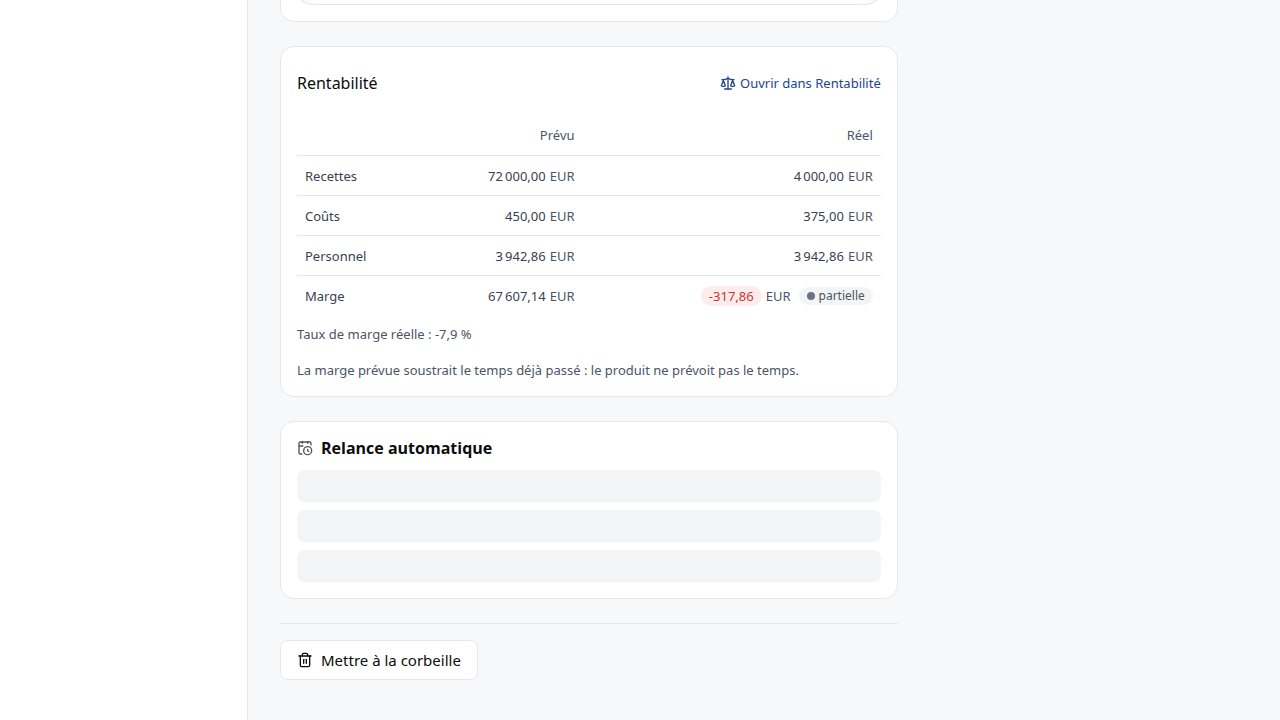 Rentabilité
Ouvrir dans Rentabilité
Prévu Réel
Recettes 72 000,00 EUR 4 000,00 EUR
Coûts 450,00 EUR 375,00 EUR
Personnel 3 942,86 EUR 3 942,86 EUR
Marge 67 607,14 EUR -317,86 EUR partielle
Taux de marge réelle : -7,9 %
La marge prévue soustrait le temps déjà passé : le produit ne prévoit pas le temps.
Relance automatique
Mettre à la corbeille